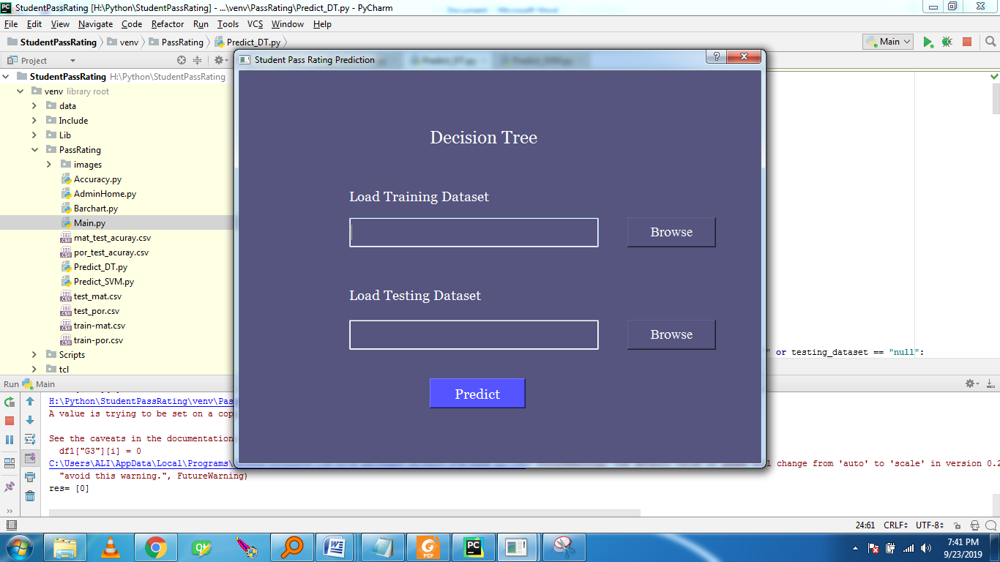 StudentPassRating [H:\Python\StudentPassRating] - ...\venv\PassRating\Predict_DT.py - PyCharm
File Edit View Navigate Code Refactor Run Tools VCS Window Help
StudentPassRating venv PassRating Predict_DT.py Main
Project
Student Pass Rating Prediction
StudentPassRating H:\Python\StudentPassRating
venv library root
data
Include
Lib
PassRating
images
Accuracy.py
AdminHome.py
Barchart.py
Main.py
mat_test_acuray.csv
por_test_acuray.csv
Predict_DT.py
Predict_SVM.py
test_mat.csv
test_por.csv
train-mat.csv
train-por.csv
Scripts
tcl
Decision Tree
Load Training Dataset
Browse
Load Testing Dataset
Browse
Predict
" or testing_dataset == "null":
Run Main
H:\Python\StudentPassRating\venv\Pas
A value is trying to be set on a cop
See the caveats in the documentation
df1["G3"][i] = 0
C:\Users\ALI\AppData\Local\Programs\
l change from 'auto' to 'scale' in version 0.2
"avoid this warning.", FutureWarning)
res= [0]
24:61 CRLF UTF-8
7:41 PM
9/23/2019